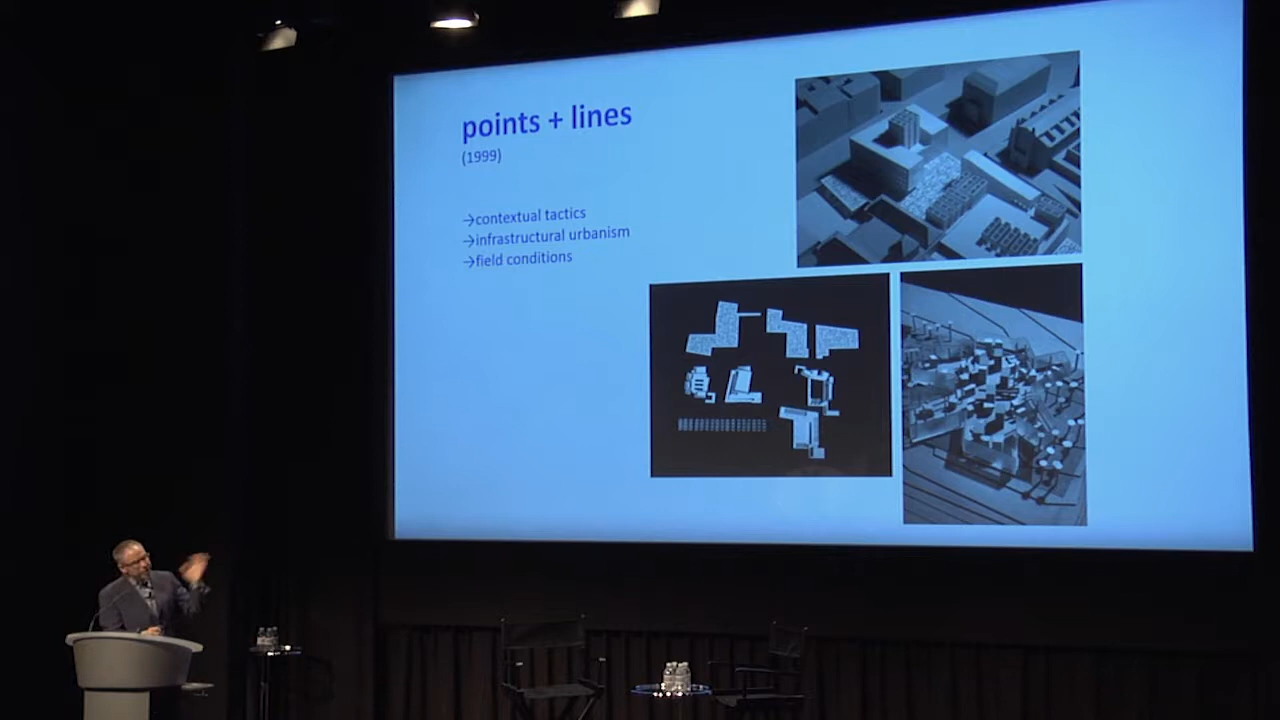 points + lines
(1999)
→contextual tactics
→infrastructural urbanism
→field conditions